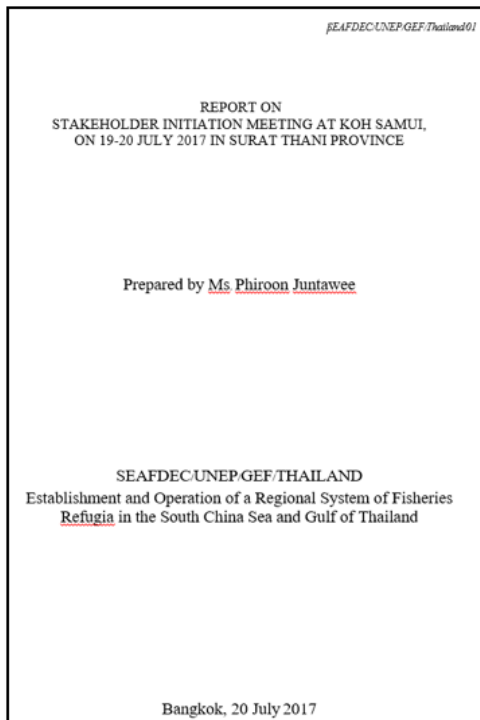 SEAFDEC/UNEP/GEF/Thailand/01
REPORT ON
STAKEHOLDER INITIATION MEETING AT KOH SAMUI,
ON 19-20 JULY 2017 IN SURAT THANI PROVINCE
Prepared by Ms. Phiroon Juntawee
SEAFDEC/UNEP/GEF/THAILAND
Establishment and Operation of a Regional System of Fisheries
Refugia in the South China Sea and Gulf of Thailand
Bangkok, 20 July 2017